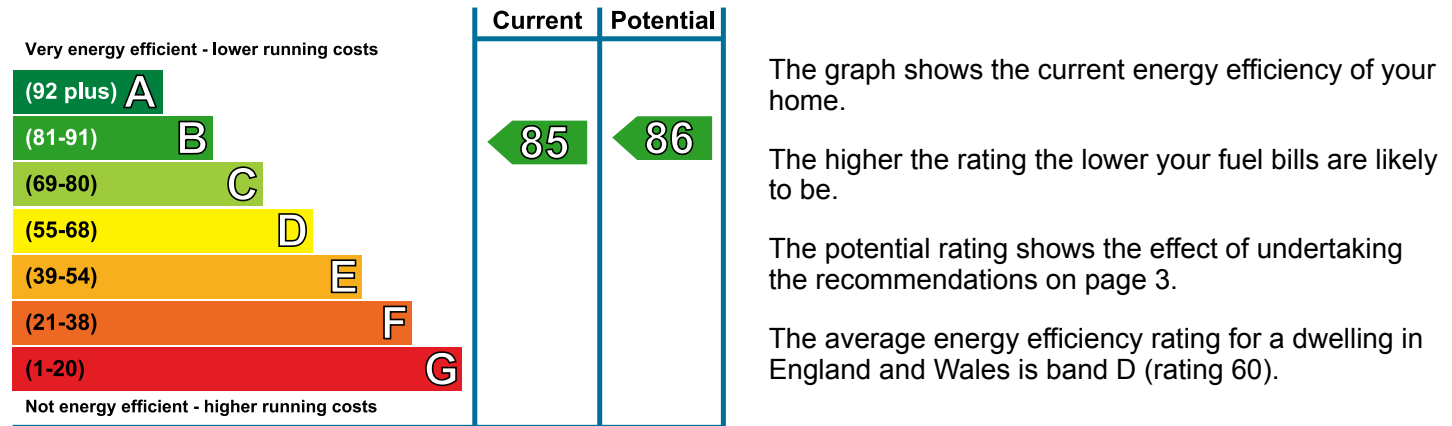 Current Potential
Very energy efficient - lower running costs
(92 plus) A
(81-91) B
85 86
(69-80) C
(55-68) D
(39-54) E
(21-38) F
(1-20) G
Not energy efficient - higher running costs
The graph shows the current energy efficiency of your
home.
The higher the rating the lower your fuel bills are likely
to be.
The potential rating shows the effect of undertaking
the recommendations on page 3.
The average energy efficiency rating for a dwelling in
England and Wales is band D (rating 60).